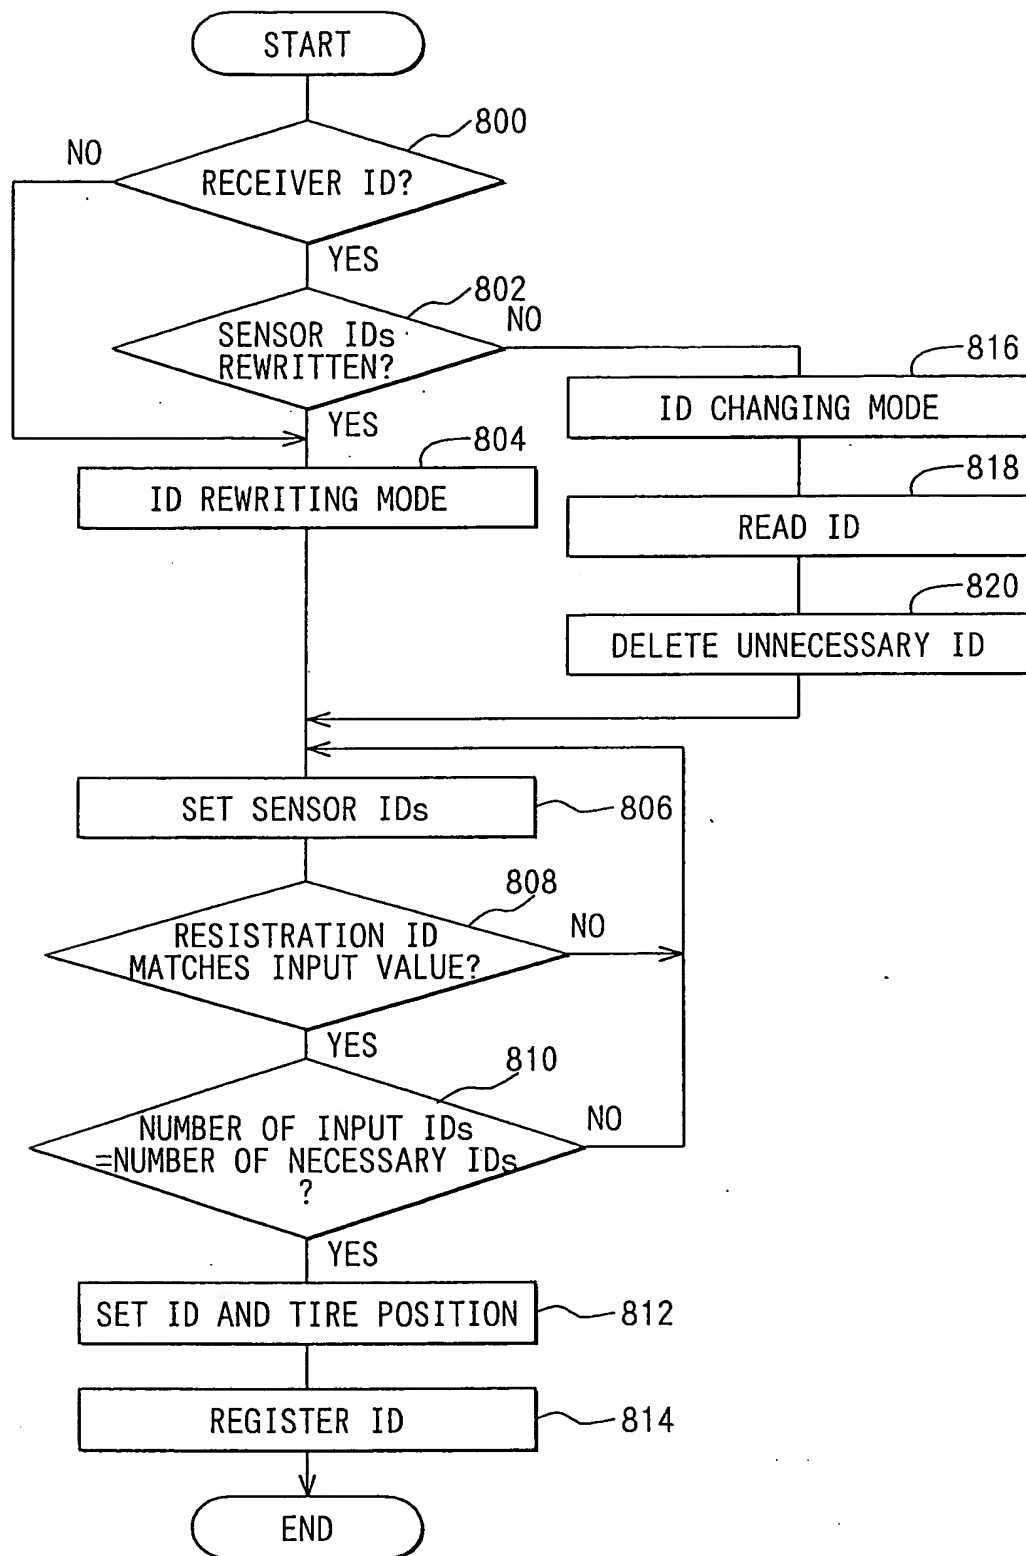 START
800
NO
RECEIVER ID?
YES
802
NO
SENSOR IDs
REWRITTEN?
816
YES
ID CHANGING MODE
804
818
ID REWRITING MODE
READ ID
820
DELETE UNNECESSARY ID
SET SENSOR IDs
806
808
NO
RESISTRATION ID
MATCHES INPUT VALUE?
YES
810
NO
NUMBER OF INPUT IDs
=NUMBER OF NECESSARY IDs
?
YES
SET ID AND TIRE POSITION
812
REGISTER ID
814
END